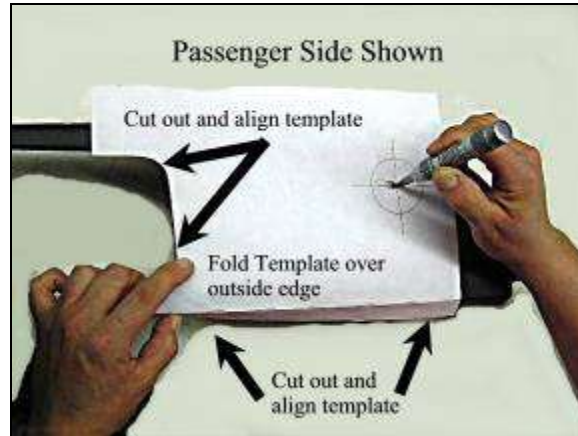 Passenger Side Shown
Cut out and align template
Fold Template over
outside edge
Cut out and
align template